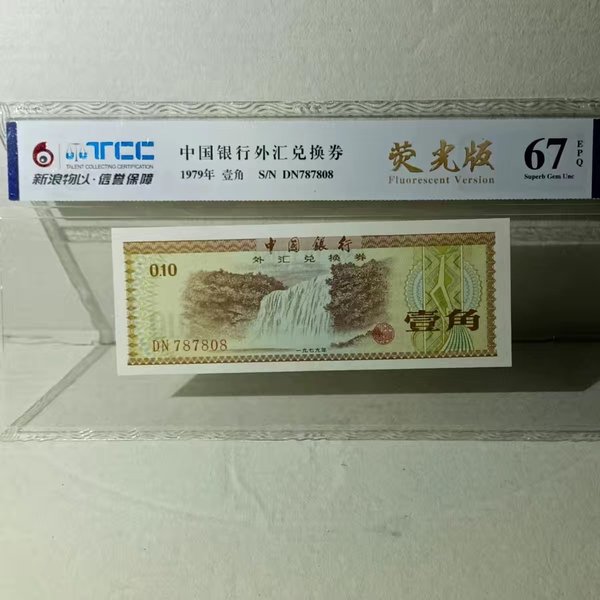 TCC
TALENT COLLECTING CERTIFICATION
新浪物以·信誉保障
中国银行外汇兑换券
1979年 壹角 S/N DN787808
荧光版
Fluorescent Version
67
EPQ
Superb Gem Unc
中国银行
外汇兑换券
0.10
壹角
DN787808
一九七九年